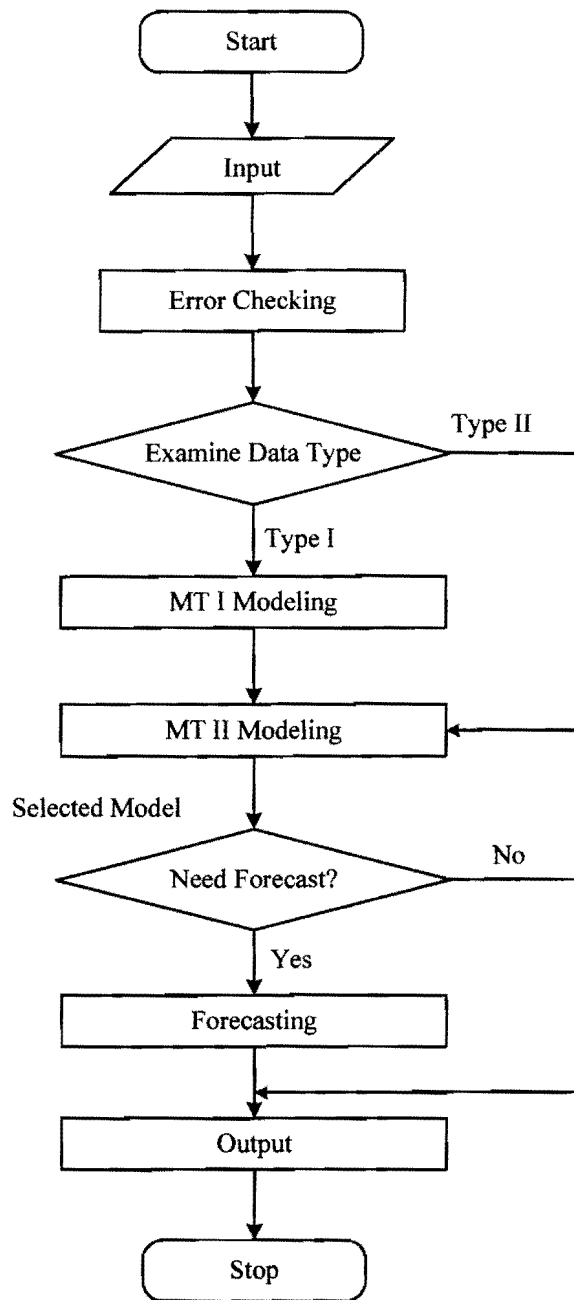 Start
Input
Error Checking
Type II
Examine Data Type
Type I
MT I Modeling
MT II Modeling
Selected Model
Need Forecast?
No
Yes
Forecasting
Output
Stop